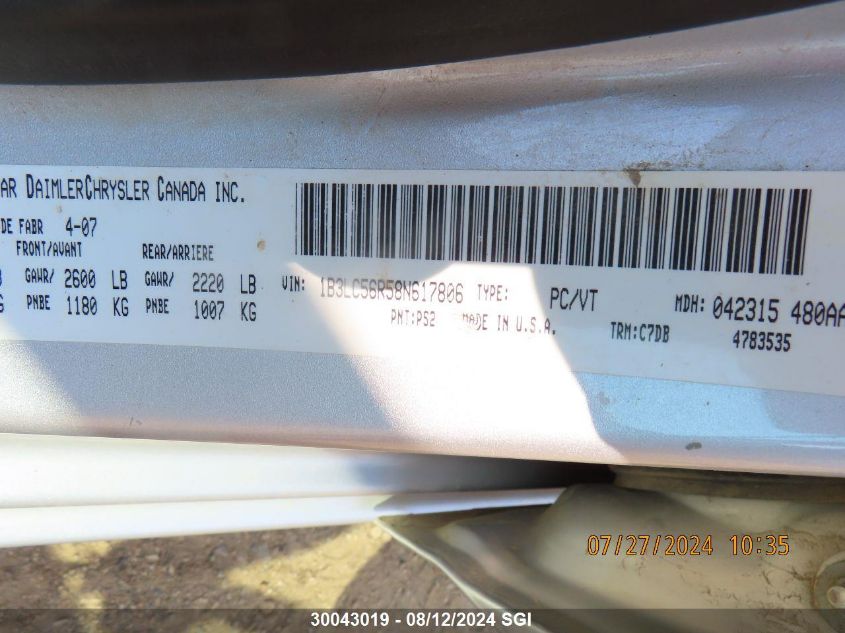 AR DAIMLERCHRYSLER CANADA INC.
DE FABR 4-07
FRONT/AVANT REAR/ARRIERE
GAWR/ 2600 LB GAWR/ 2220 LB
PNBE 1180 KG PNBE 1007 KG
VIN: 1B3LC56R58N617806 TYPE: PC/VT MDH: 042315 480AA
PNT:PS2 MADE IN U.S.A. TRM:C7DB 4783535
07/27/2024 10:35
30043019 - 08/12/2024 SGI